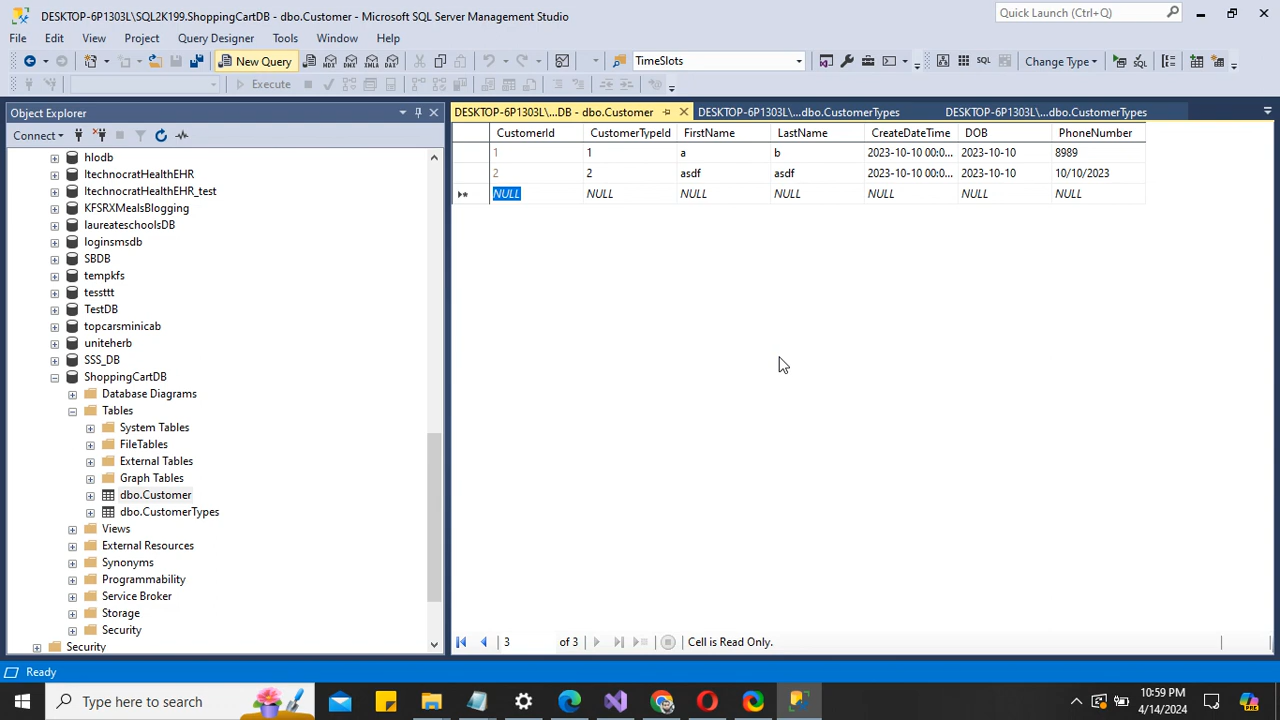 DESKTOP-6P1303L\SQL2K199.ShoppingCartDB - dbo.Customer - Microsoft SQL Server Management Studio
Quick Launch (Ctrl+Q)
File Edit View Project Query Designer Tools Window Help
New Query MDX DMX XMLA DAX TimeSlots SQL Change Type
Execute
Object Explorer
DESKTOP-6P1303L\...DB - dbo.Customer DESKTOP-6P1303L\...dbo.CustomerTypes DESKTOP-6P1303L\...dbo.CustomerTypes
Connect
CustomerId CustomerTypeId FirstName LastName CreateDateTime DOB PhoneNumber
1 1 a b 2023-10-10 00:0... 2023-10-10 8989
2 2 asdf asdf 2023-10-10 00:0... 2023-10-10 10/10/2023
NULL NULL NULL NULL NULL NULL NULL
hlodb
ItechnocratHealthEHR
ItechnocratHealthEHR_test
KFSRXMealsBlogging
laureateschoolsDB
loginsmsdb
SBDB
tempkfs
tessttt
TestDB
topcarsminicab
uniteherb
SSS_DB
ShoppingCartDB
Database Diagrams
Tables
System Tables
FileTables
External Tables
Graph Tables
dbo.Customer
dbo.CustomerTypes
Views
External Resources
Synonyms
Programmability
Service Broker
Storage
Security
Security
3 of 3 Cell is Read Only.
Ready
Type here to search
10:59 PM
4/14/2024
PRE